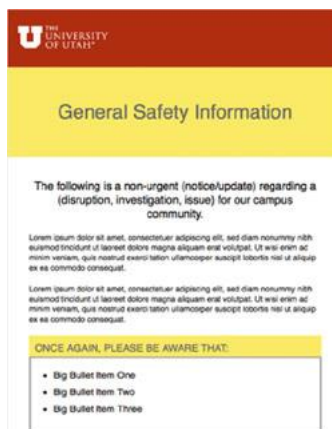 THE
UNIVERSITY
OF UTAH®
General Safety Information
The following is a non-urgent (notice/update) regarding a
(disruption, investigation, issue) for our campus
community.
Lorem ipsum dolor sit amet, consectetuer adipiscing elit, sed diam nonummy nibh
euismod tincidunt ut laoreet dolore magna aliquam erat volutpat. Ut wisi enim ad
minim veniam, quis nostrud exerci tation ullamcorper suscipit lobortis nisl ut aliquip
ex ea commodo consequat.
Lorem ipsum dolor sit amet, consectetuer adipiscing elit, sed diam nonummy nibh
euismod tincidunt ut laoreet dolore magna aliquam erat volutpat. Ut wisi enim ad
minim veniam, quis nostrud exerci tation ullamcorper suscipit lobortis nisl ut aliquip
ex ea commodo consequat.
ONCE AGAIN, PLEASE BE AWARE THAT:
• Big Bullet Item One
• Big Bullet Item Two
• Big Bullet Item Three